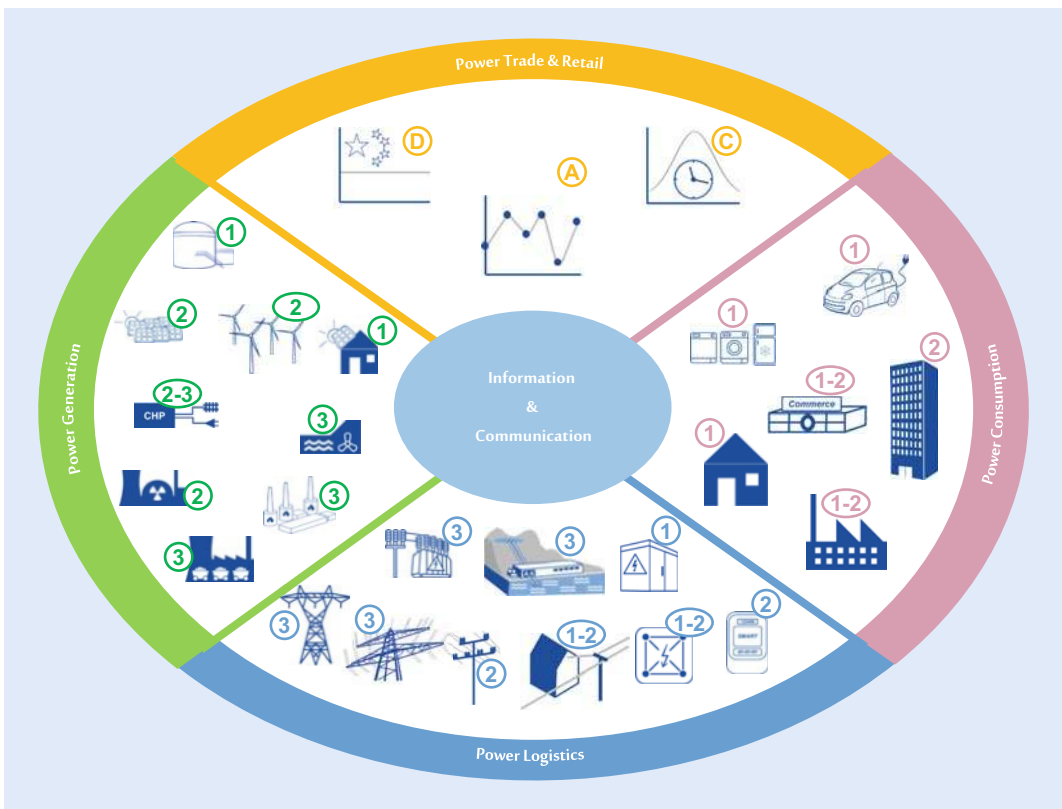 Power Trade & Retail
D
C
A
1
2
2
1
2-3
CHP
3
2
3
3
Power Generation
Information
&
Communication
1
1
2
1-2
Commerce
1
1-2
Power Consumption
3
3
1
3
3
2
1-2
1-2
2
SMART
Power Logistics